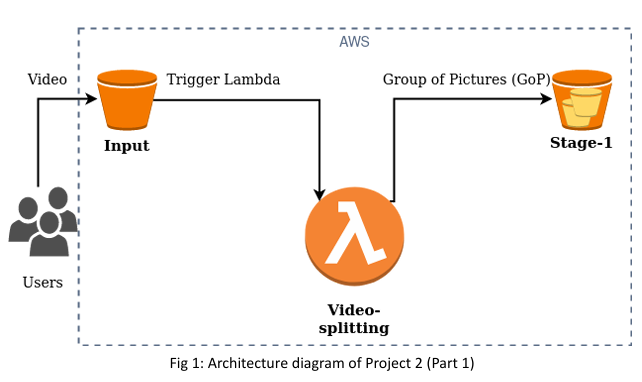 AWS
Video
Trigger Lambda
Group of Pictures (GoP)
Input
Stage-1
Users
Video-
splitting
Fig 1: Architecture diagram of Project 2 (Part 1)